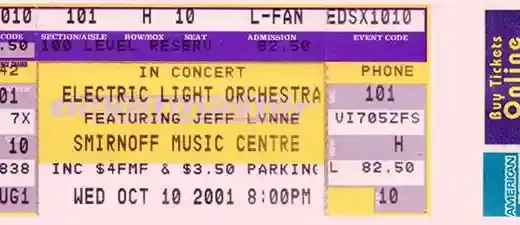 010 101 H 10 L-FAN EDSX1010
CODE SECTION/AISLE ROW/BOX SEAT ADMISSION EVENT CODE
.50 100 LEVEL RESERV 82.50
42 IN CONCERT PHONE
01 ELECTRIC LIGHT ORCHESTRA 101
7X FEATURING JEFF LYNNE VI7052FS
10 SMIRNOFF MUSIC CENTRE H
838 INC $4FMF & $3.50 PARKING L 82.50
UG1 WED OCT 10 2001 8:00PM 10
Buy Tickets
Online
AMERICAN